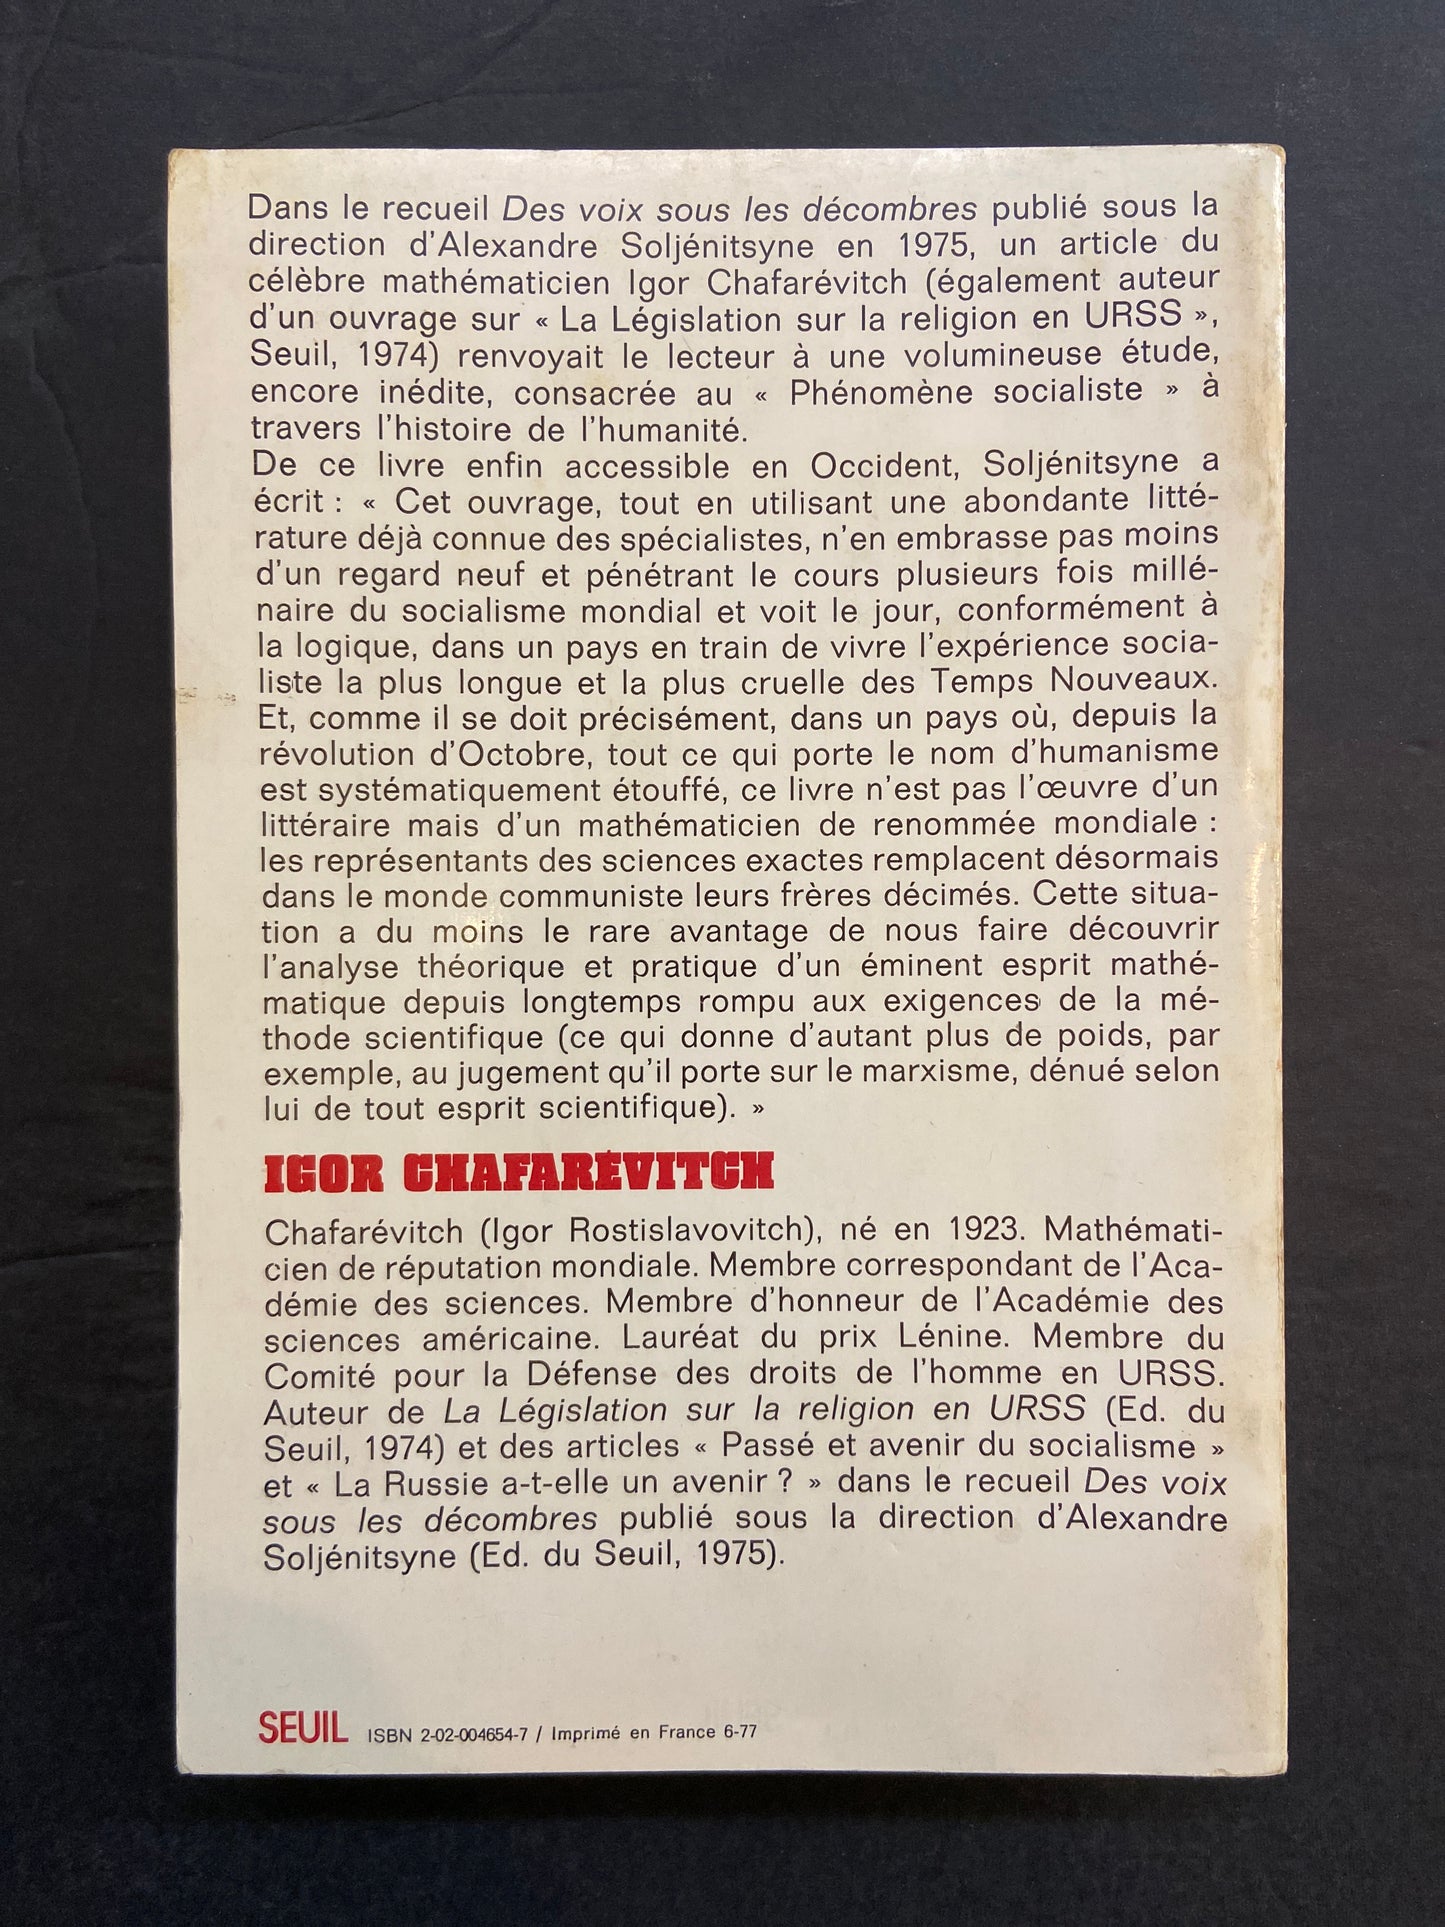 Dans le recueil Des voix sous les décombres publié sous la
direction d'Alexandre Soljénitsyne en 1975, un article du
célèbre mathématicien Igor Chafarévitch (également auteur
d'un ouvrage sur « La Législation sur la religion en URSS »,
Seuil, 1974) renvoyait le lecteur à une volumineuse étude,
encore inédite, consacrée au « Phénomène socialiste » à
travers l'histoire de l'humanité.
De ce livre enfin accessible en Occident, Soljénitsyne a
écrit : « Cet ouvrage, tout en utilisant une abondante litté-
rature déjà connue des spécialistes, n'en embrasse pas moins
d'un regard neuf et pénétrant le cours plusieurs fois millé-
naire du socialisme mondial et voit le jour, conformément à
la logique, dans un pays en train de vivre l'expérience socia-
liste la plus longue et la plus cruelle des Temps Nouveaux.
Et, comme il se doit précisément, dans un pays où, depuis la
révolution d'Octobre, tout ce qui porte le nom d'humanisme
est systématiquement étouffé, ce livre n'est pas l'œuvre d'un
littéraire mais d'un mathématicien de renommée mondiale :
les représentants des sciences exactes remplacent désormais
dans le monde communiste leurs frères décimés. Cette situa-
tion a du moins le rare avantage de nous faire découvrir
l'analyse théorique et pratique d'un éminent esprit mathé-
matique depuis longtemps rompu aux exigences de la mé-
thode scientifique (ce qui donne d'autant plus de poids, par
exemple, au jugement qu'il porte sur le marxisme, dénué selon
lui de tout esprit scientifique). »
IGOR CHAFARÉVITCH
Chafarévitch (Igor Rostislavovitch), né en 1923. Mathémati-
cien de réputation mondiale. Membre correspondant de l'Aca-
démie des sciences. Membre d'honneur de l'Académie des
sciences américaine. Lauréat du prix Lénine. Membre du
Comité pour la Défense des droits de l'homme en URSS.
Auteur de La Législation sur la religion en URSS (Ed. du
Seuil, 1974) et des articles « Passé et avenir du socialisme »
et « La Russie a-t-elle un avenir ? » dans le recueil Des voix
sous les décombres publié sous la direction d'Alexandre
Soljénitsyne (Ed. du Seuil, 1975).
SEUIL ISBN 2-02-004654-7 / Imprimé en France 6-77